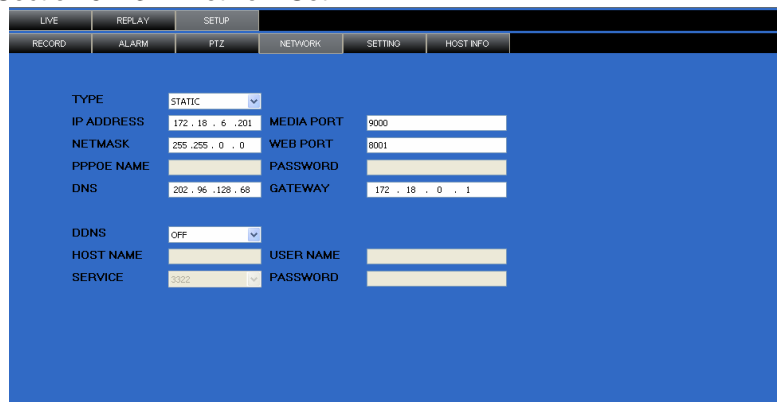 LIVE REPLAY SETUP
RECORD ALARM PTZ NETWORK SETTING HOST INFO
TYPE STATIC
IP ADDRESS 172 . 18 . 6 .201 MEDIA PORT 9000
NETMASK 255 .255 . 0 . 0 WEB PORT 8001
PPPOE NAME PASSWORD
DNS 202 . 96 .128 . 68 GATEWAY 172 . 18 . 0 . 1
DDNS OFF
HOST NAME USER NAME
SERVICE 3322 PASSWORD